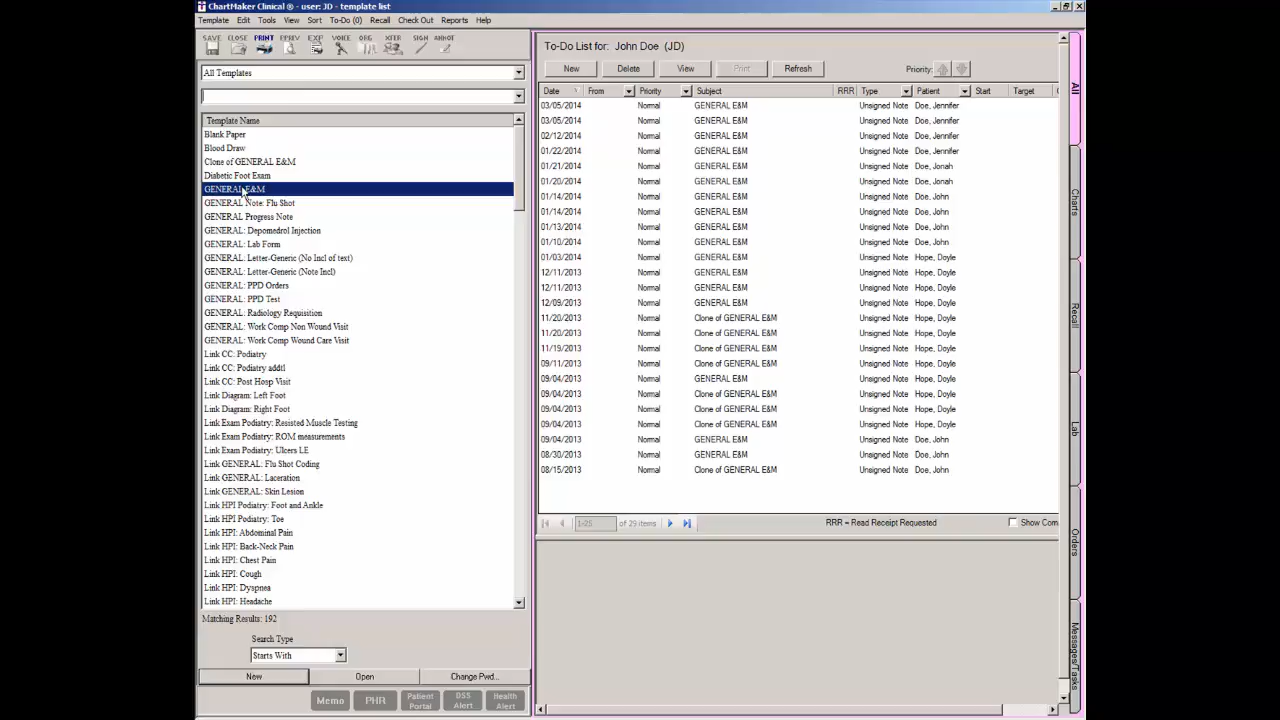 ChartMaker Clinical ® - user: JD - template list
Template Edit Tools View Sort To-Do (0) Recall Check Out Reports Help
SAVE CLOSE PRINT PPREV EXP VOICE ORG XFER SIGN ANNOT
All Templates
Template Name
Blank Paper
Blood Draw
Clone of GENERAL E&M
Diabetic Foot Exam
GENERAL E&M
GENERAL Note: Flu Shot
GENERAL Progress Note
GENERAL: Depomedrol Injection
GENERAL: Lab Form
GENERAL: Letter-Generic (No Incl of text)
GENERAL: Letter-Generic (Note Incl)
GENERAL: PPD Orders
GENERAL: PPD Test
GENERAL: Radiology Requisition
GENERAL: Work Comp Non Wound Visit
GENERAL: Work Comp Wound Care Visit
Link CC: Podiatry
Link CC: Podiatry addtl
Link CC: Post Hosp Visit
Link Diagram: Left Foot
Link Diagram: Right Foot
Link Exam Podiatry: Resisted Muscle Testing
Link Exam Podiatry: ROM measurements
Link Exam Podiatry: Ulcers LE
Link GENERAL: Flu Shot Coding
Link GENERAL: Laceration
Link GENERAL: Skin Lesion
Link HPI Podiatry: Foot and Ankle
Link HPI Podiatry: Toe
Link HPI: Abdominal Pain
Link HPI: Back-Neck Pain
Link HPI: Chest Pain
Link HPI: Cough
Link HPI: Dyspnea
Link HPI: Headache
Matching Results: 192
Search Type
Starts With
New Open Change Pwd...
Memo PHR Patient Portal DSS Alert Health Alert
To-Do List for: John Doe (JD)
New Delete View Print Refresh Priority:
Date From Priority Subject RRR Type Patient Start Target
03/05/2014 Normal GENERAL E&M Unsigned Note Doe, Jennifer
03/05/2014 Normal GENERAL E&M Unsigned Note Doe, Jennifer
02/12/2014 Normal GENERAL E&M Unsigned Note Doe, Jennifer
01/22/2014 Normal GENERAL E&M Unsigned Note Doe, Jennifer
01/21/2014 Normal GENERAL E&M Unsigned Note Doe, Jonah
01/20/2014 Normal GENERAL E&M Unsigned Note Doe, Jonah
01/14/2014 Normal GENERAL E&M Unsigned Note Doe, John
01/14/2014 Normal GENERAL E&M Unsigned Note Doe, John
01/13/2014 Normal GENERAL E&M Unsigned Note Doe, John
01/10/2014 Normal GENERAL E&M Unsigned Note Doe, John
01/03/2014 Normal GENERAL E&M Unsigned Note Hope, Doyle
12/11/2013 Normal GENERAL E&M Unsigned Note Hope, Doyle
12/11/2013 Normal GENERAL E&M Unsigned Note Hope, Doyle
12/09/2013 Normal GENERAL E&M Unsigned Note Hope, Doyle
11/20/2013 Normal Clone of GENERAL E&M Unsigned Note Hope, Doyle
11/20/2013 Normal Clone of GENERAL E&M Unsigned Note Hope, Doyle
11/19/2013 Normal Clone of GENERAL E&M Unsigned Note Hope, Doyle
09/11/2013 Normal Clone of GENERAL E&M Unsigned Note Hope, Doyle
09/04/2013 Normal GENERAL E&M Unsigned Note Hope, Doyle
09/04/2013 Normal Clone of GENERAL E&M Unsigned Note Hope, Doyle
09/04/2013 Normal Clone of GENERAL E&M Unsigned Note Hope, Doyle
09/04/2013 Normal Clone of GENERAL E&M Unsigned Note Hope, Doyle
09/04/2013 Normal GENERAL E&M Unsigned Note Doe, John
08/30/2013 Normal GENERAL E&M Unsigned Note Doe, John
08/15/2013 Normal Clone of GENERAL E&M Unsigned Note Doe, John
1-25 of 29 items RRR = Read Receipt Requested Show Com
All
Charts
Recall
Lab
Orders
Messages/Tasks